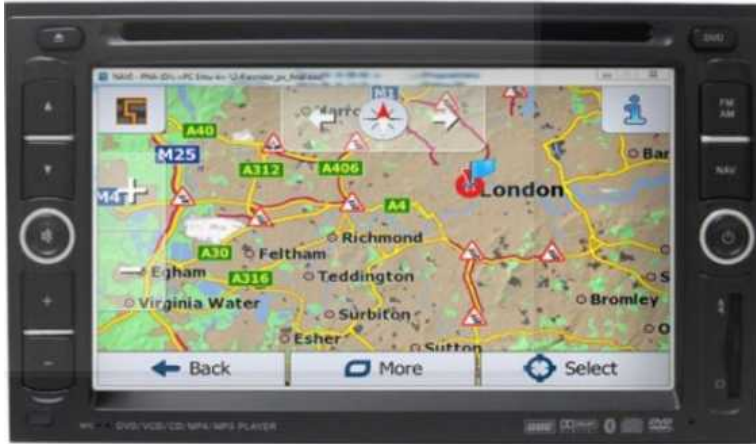 DVD
FM
AM
NAV
M1
A40
M25
A312
A406
M4
A4
London
Richmond
A30
Feltham
Egham
A316
Teddington
Virginia Water
Surbiton
Bromley
Esher
Sutton
Back
More
Select
DVD/VCD/CD/MP4/MP3 PLAYER